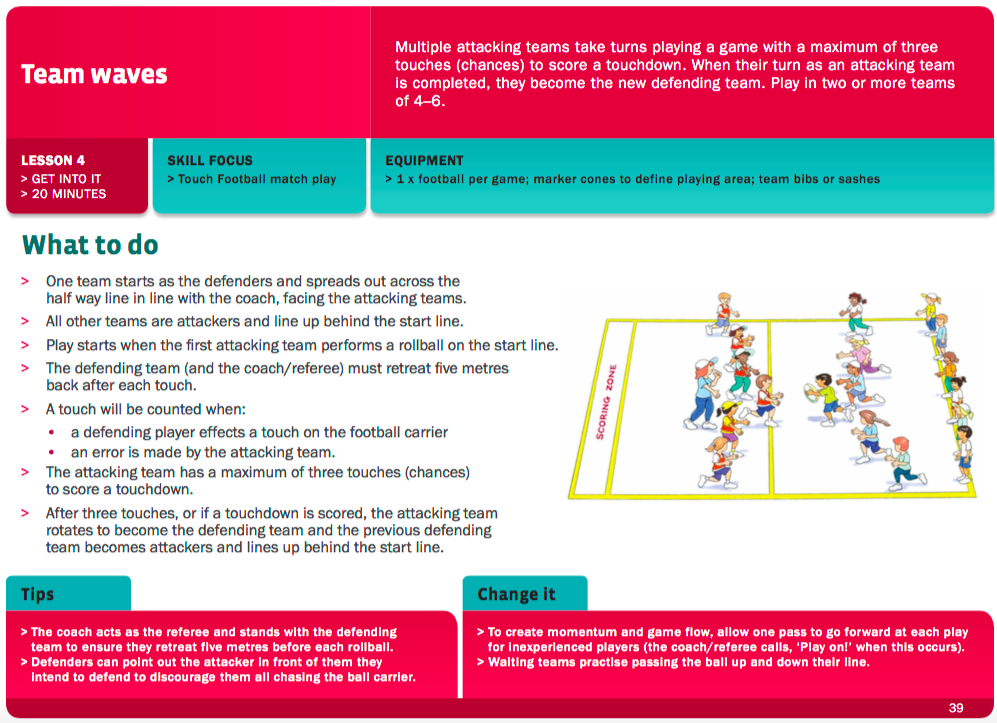 Team waves
Multiple attacking teams take turns playing a game with a maximum of three
touches (chances) to score a touchdown. When their turn as an attacking team
is completed, they become the new defending team. Play in two or more teams
of 4–6.
LESSON 4
> GET INTO IT
> 20 MINUTES
SKILL FOCUS
> Touch Football match play
EQUIPMENT
> 1 x football per game; marker cones to define playing area; team bibs or sashes
What to do
> One team starts as the defenders and spreads out across the
half way line in line with the coach, facing the attacking teams.
> All other teams are attackers and line up behind the start line.
> Play starts when the first attacking team performs a rollball on the start line.
> The defending team (and the coach/referee) must retreat five metres
back after each touch.
> A touch will be counted when:
• a defending player effects a touch on the football carrier
• an error is made by the attacking team.
> The attacking team has a maximum of three touches (chances)
to score a touchdown.
> After three touches, or if a touchdown is scored, the attacking team
rotates to become the defending team and the previous defending
team becomes attackers and lines up behind the start line.
SCORING ZONE
Tips
> The coach acts as the referee and stands with the defending
team to ensure they retreat five metres before each rollball.
> Defenders can point out the attacker in front of them they
intend to defend to discourage them all chasing the ball carrier.
Change it
> To create momentum and game flow, allow one pass to go forward at each play
for inexperienced players (the coach/referee calls, ‘Play on!’ when this occurs).
> Waiting teams practise passing the ball up and down their line.
39